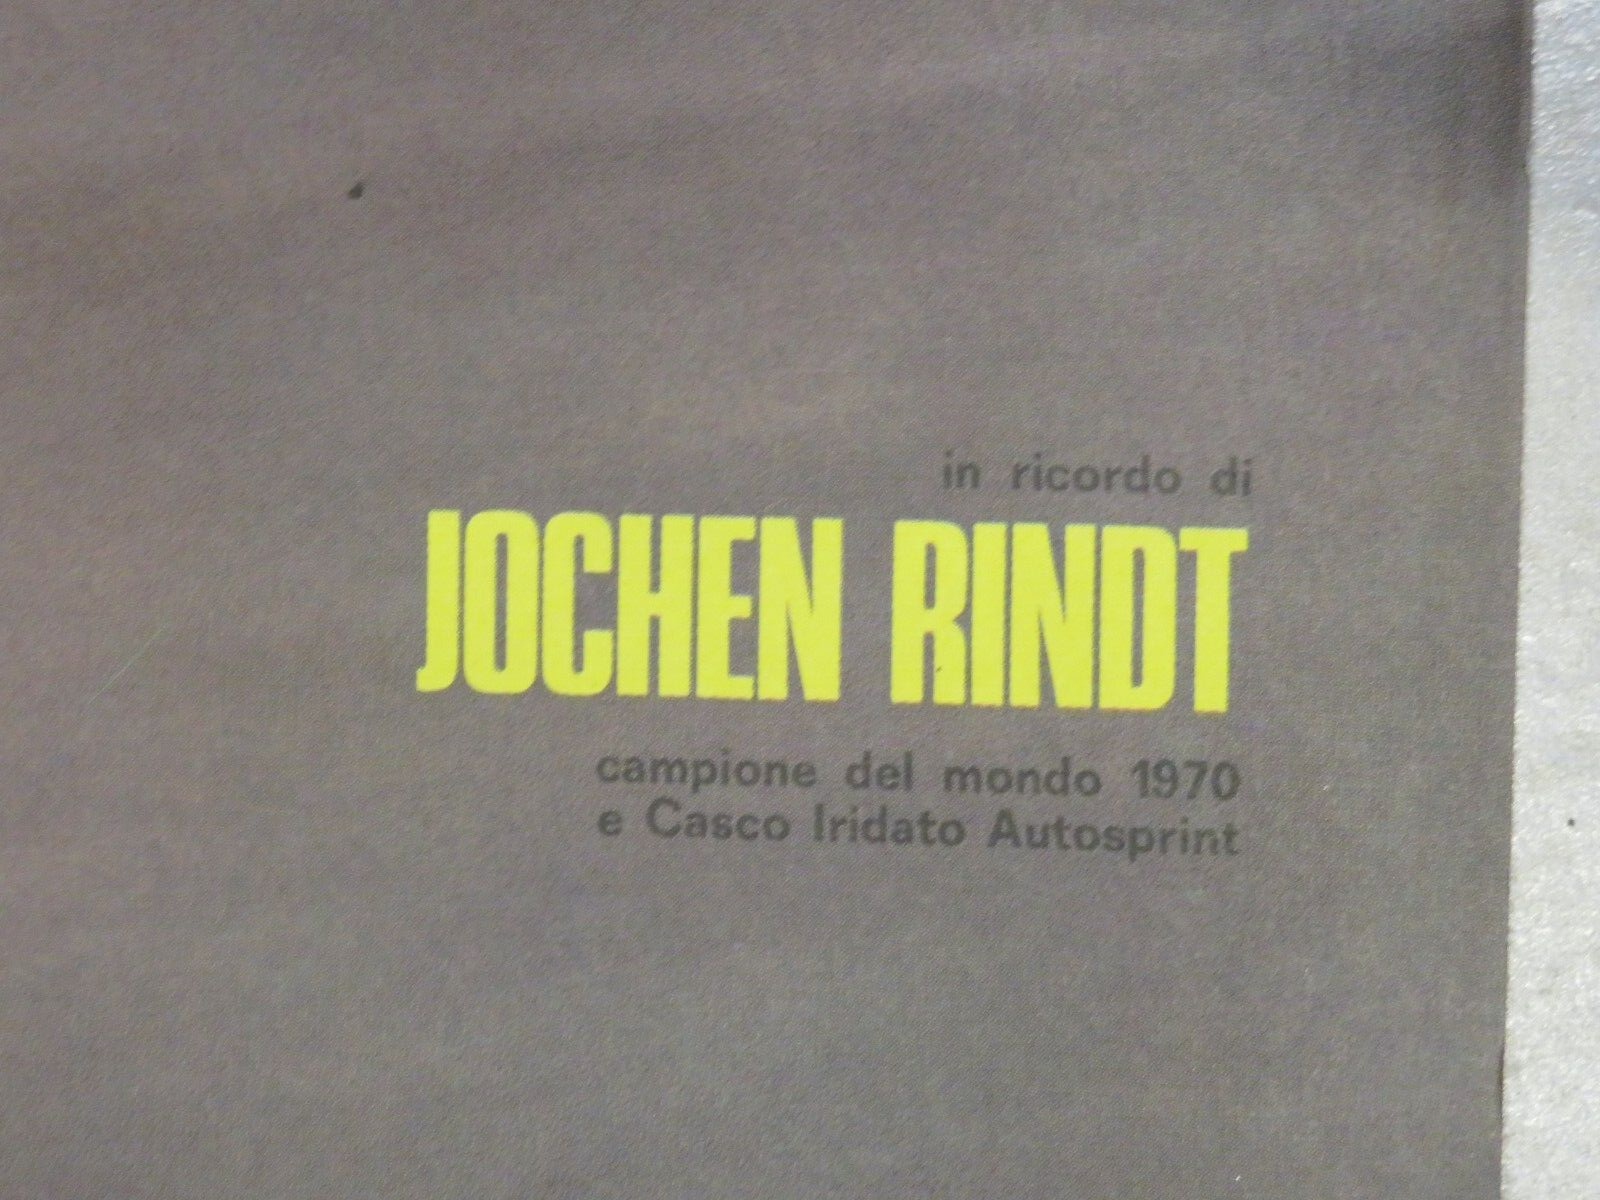 in ricordo di
JOCHEN RINDT
campione del mondo 1970
e Casco Iridato Autosprint